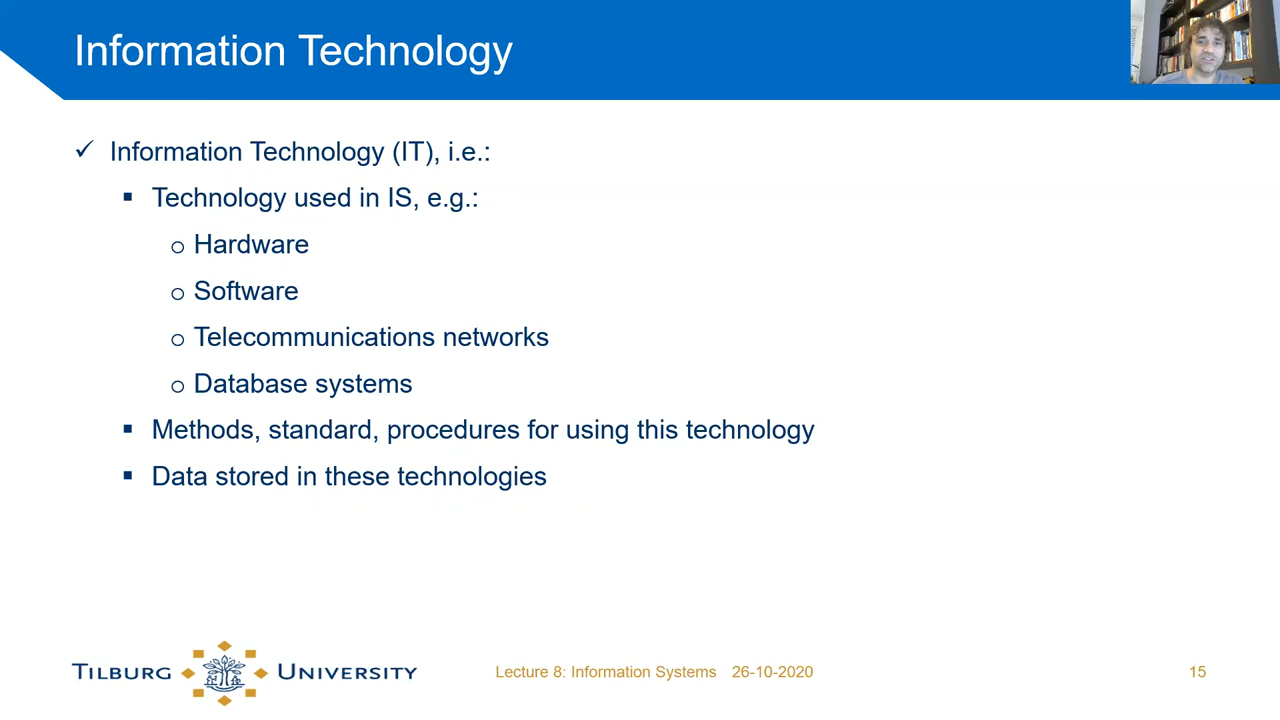 Information Technology
✓ Information Technology (IT), i.e.:
▪ Technology used in IS, e.g.:
o Hardware
o Software
o Telecommunications networks
o Database systems
▪ Methods, standard, procedures for using this technology
▪ Data stored in these technologies
TILBURG UNIVERSITY
Lecture 8: Information Systems 26-10-2020
15